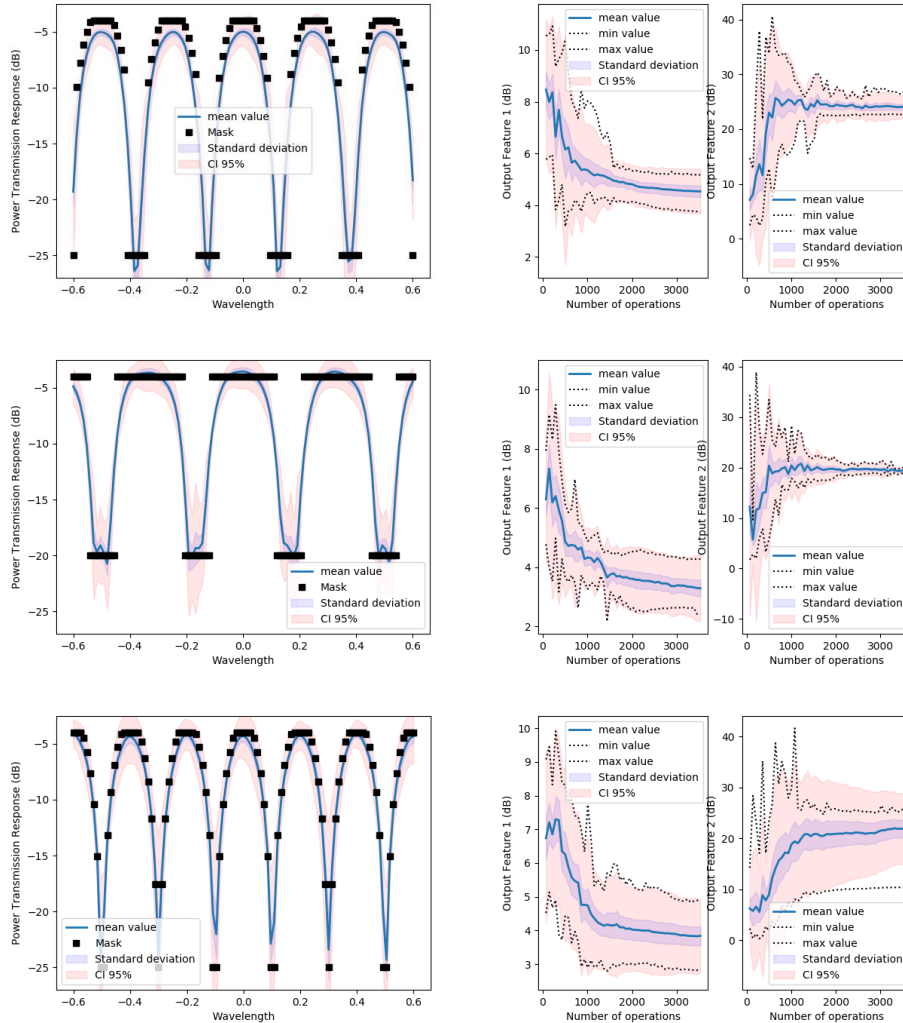 Power Transmission Response (dB)
−5
−10
−15
−20
−25
mean value
Mask
Standard deviation
CI 95%
−0.6 −0.4 −0.2 0.0 0.2 0.4 0.6
Wavelength
Output Feature 1 (dB)
10
8
6
4
2
mean value
min value
max value
Standard deviation
CI 95%
0 1000 2000 3000
Number of operations
Output Feature 2 (dB)
40
30
20
10
0
mean value
min value
max value
Standard deviation
CI 95%
0 1000 2000 3000
Number of operations
Power Transmission Response (dB)
−5
−10
−15
−20
−25
mean value
Mask
Standard deviation
CI 95%
−0.6 −0.4 −0.2 0.0 0.2 0.4 0.6
Wavelength
Output Feature 1 (dB)
10
8
6
4
2
mean value
min value
max value
Standard deviation
CI 95%
0 1000 2000 3000
Number of operations
Output Feature 2 (dB)
40
30
20
10
0
−10
mean value
min value
max value
Standard deviation
CI 95%
0 1000 2000 3000
Number of operations
Power Transmission Response (dB)
−5
−10
−15
−20
−25
mean value
Mask
Standard deviation
CI 95%
−0.6 −0.4 −0.2 0.0 0.2 0.4 0.6
Wavelength
Output Feature 1 (dB)
10
9
8
7
6
5
4
3
mean value
min value
max value
Standard deviation
CI 95%
0 1000 2000 3000
Number of operations
Output Feature 2 (dB)
40
30
20
10
0
mean value
min value
max value
Standard deviation
CI 95%
0 1000 2000 3000
Number of operations